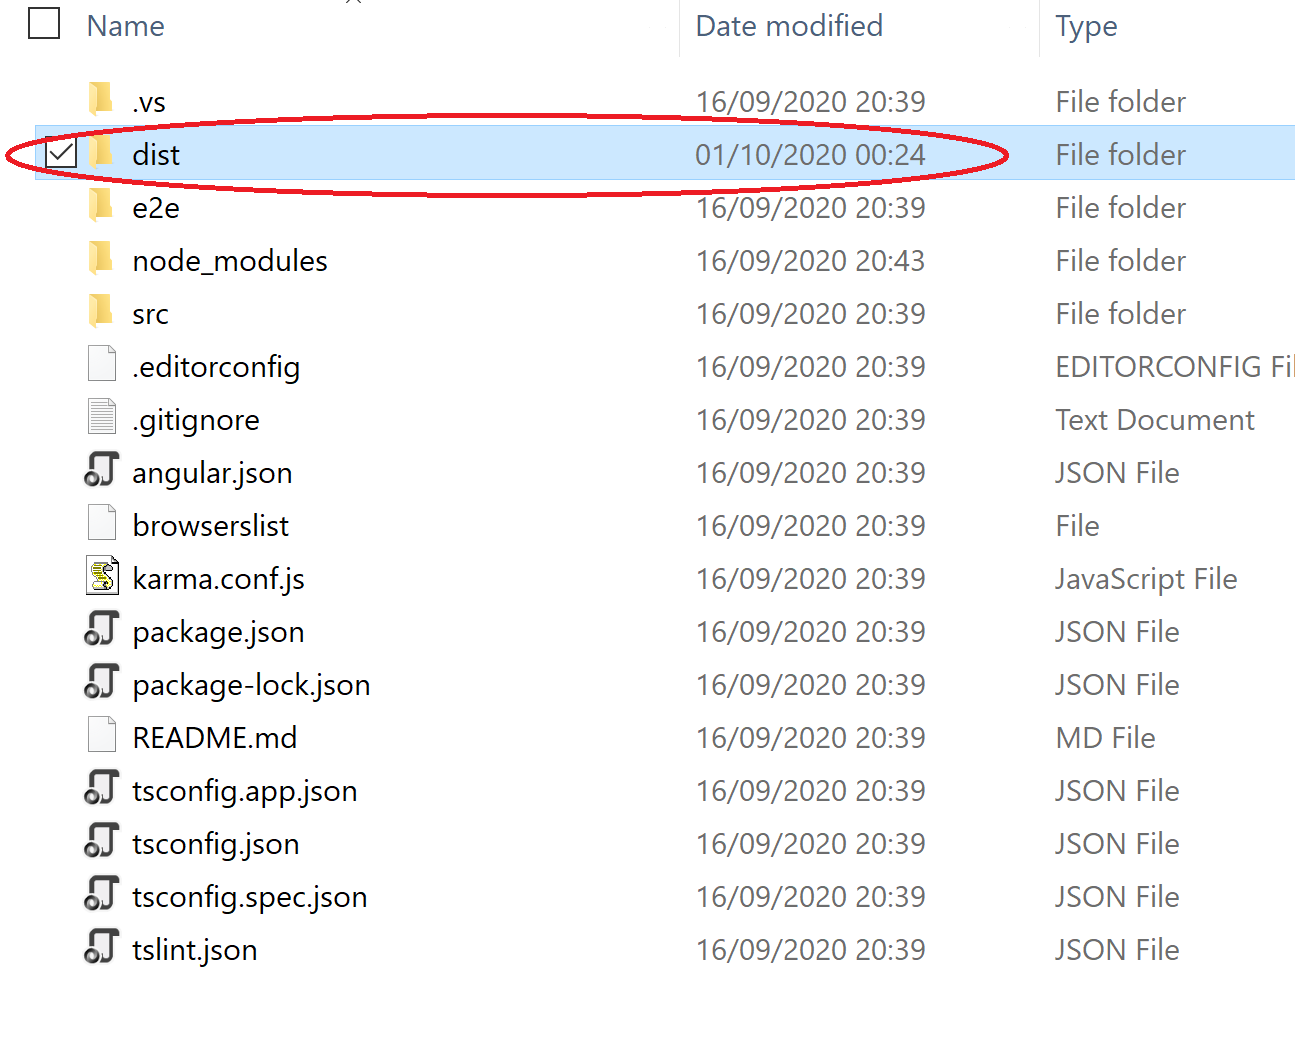 Name Date modified Type
.vs 16/09/2020 20:39 File folder
dist 01/10/2020 00:24 File folder
e2e 16/09/2020 20:39 File folder
node_modules 16/09/2020 20:43 File folder
src 16/09/2020 20:39 File folder
.editorconfig 16/09/2020 20:39 EDITORCONFIG Fil
.gitignore 16/09/2020 20:39 Text Document
angular.json 16/09/2020 20:39 JSON File
browserslist 16/09/2020 20:39 File
karma.conf.js 16/09/2020 20:39 JavaScript File
package.json 16/09/2020 20:39 JSON File
package-lock.json 16/09/2020 20:39 JSON File
README.md 16/09/2020 20:39 MD File
tsconfig.app.json 16/09/2020 20:39 JSON File
tsconfig.json 16/09/2020 20:39 JSON File
tsconfig.spec.json 16/09/2020 20:39 JSON File
tslint.json 16/09/2020 20:39 JSON File